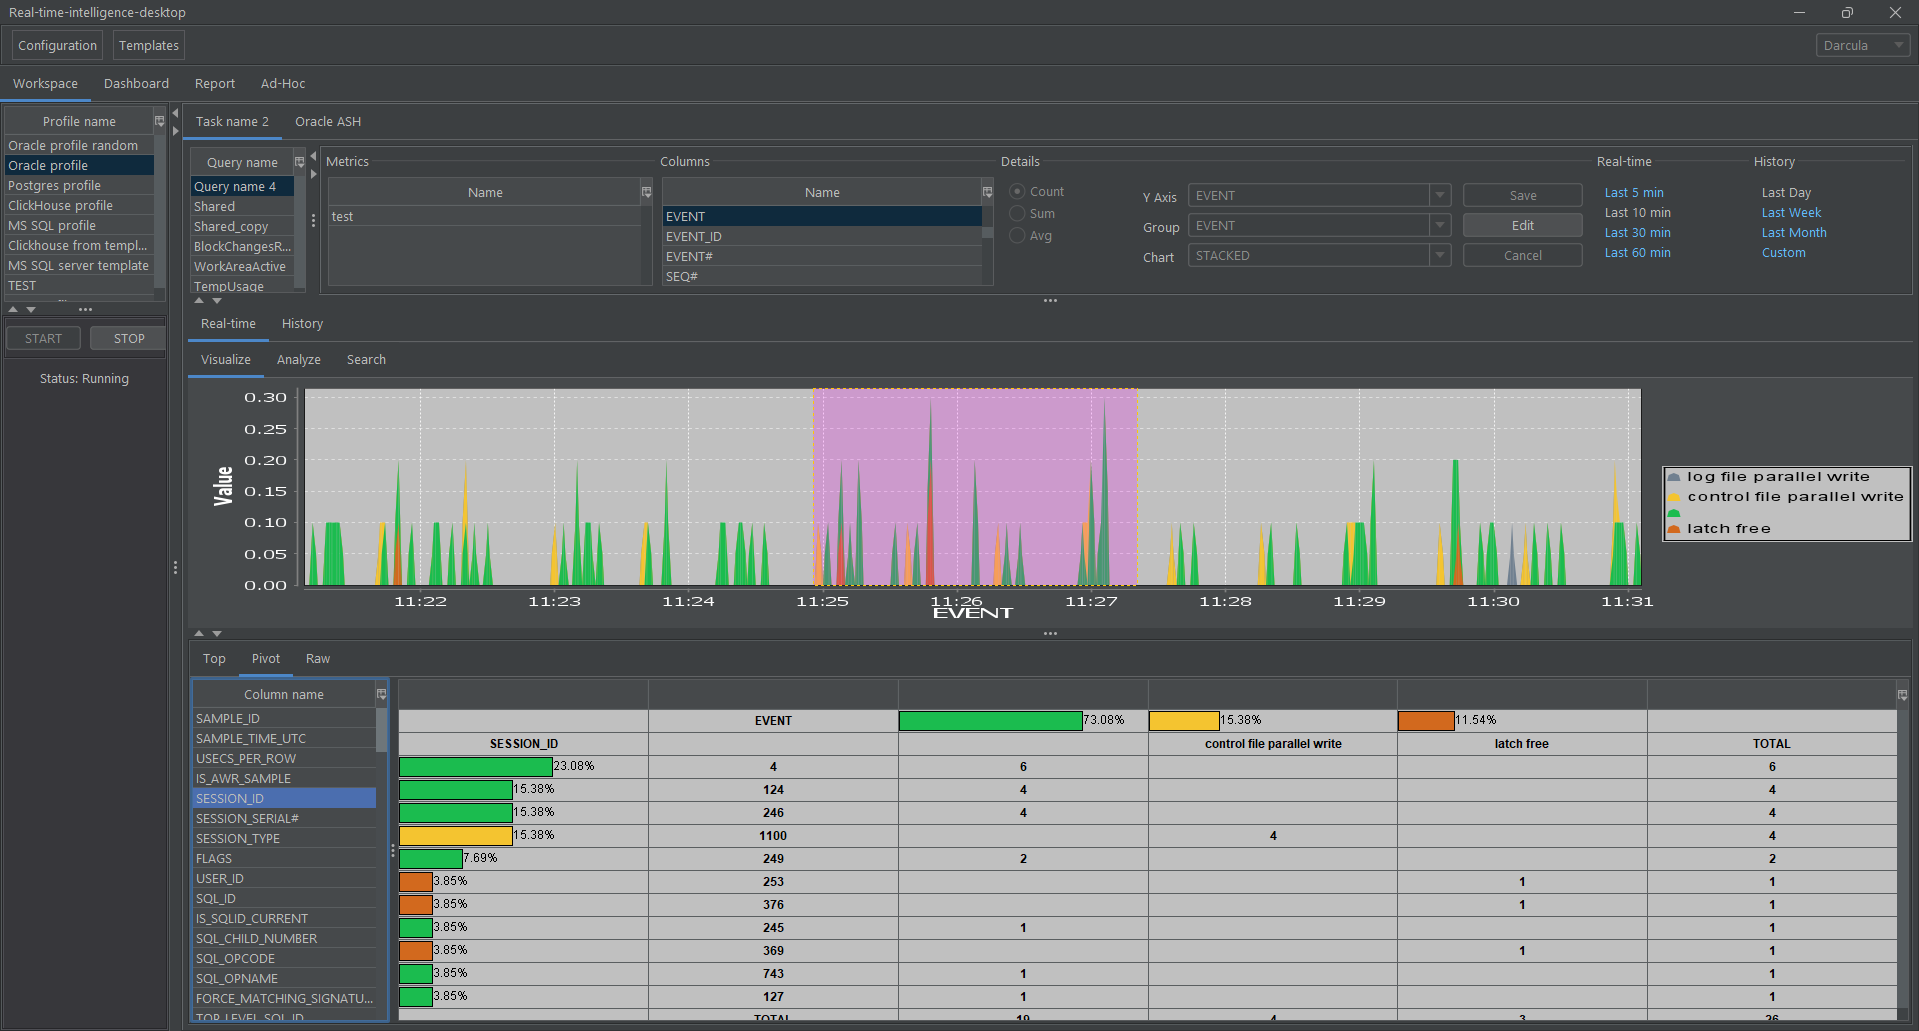 Real-time-intelligence-desktop
Configuration Templates Darcula
Workspace Dashboard Report Ad-Hoc
Profile name
Oracle profile random
Oracle profile
Postgres profile
ClickHouse profile
MS SQL profile
Clickhouse from templ...
MS SQL server template
TEST
START STOP
Status: Running
Task name 2 Oracle ASH
Query name
Query name 4
Shared
Shared_copy
BlockChangesR...
WorkAreaActive
TempUsage
Metrics
Name
test
Columns
Name
EVENT
EVENT_ID
EVENT#
SEQ#
Details
Count
Sum
Avg
Y Axis EVENT Save
Group EVENT Edit
Chart STACKED Cancel
Real-time
Last 5 min
Last 10 min
Last 30 min
Last 60 min
History
Last Day
Last Week
Last Month
Custom
Real-time History
Visualize Analyze Search
Value
0.30
0.25
0.20
0.15
0.10
0.05
0.00
11:22 11:23 11:24 11:25 11:26 11:27 11:28 11:29 11:30 11:31
EVENT
log file parallel write
control file parallel write
latch free
Top Pivot Raw
Column name
SAMPLE_ID
SAMPLE_TIME_UTC
USECS_PER_ROW
IS_AWR_SAMPLE
SESSION_ID
SESSION_SERIAL#
SESSION_TYPE
FLAGS
USER_ID
SQL_ID
IS_SQLID_CURRENT
SQL_CHILD_NUMBER
SQL_OPCODE
SQL_OPNAME
FORCE_MATCHING_SIGNATU...
TOP_LEVEL_SQL_ID
EVENT 73.08% 15.38% 11.54%
SESSION_ID control file parallel write latch free TOTAL
23.08% 4 6 6
15.38% 124 4 4
15.38% 246 4 4
15.38% 1100 4 4
7.69% 249 2 2
3.85% 253 1 1
3.85% 376 1 1
3.85% 245 1 1
3.85% 369 1 1
3.85% 743 1 1
3.85% 127 1 1
TOTAL 19 4 3 26